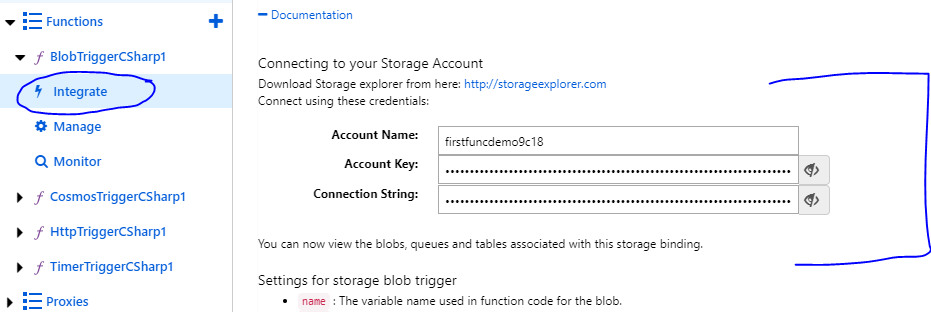 Functions
BlobTriggerCSharp1
Integrate
Manage
Monitor
CosmosTriggerCSharp1
HttpTriggerCSharp1
TimerTriggerCSharp1
Proxies
Documentation
Connecting to your Storage Account
Download Storage explorer from here: http://storageexplorer.com
Connect using these credentials:
Account Name: firstfuncdemo9c18
Account Key:
Connection String:
You can now view the blobs, queues and tables associated with this storage binding.
Settings for storage blob trigger
• name : The variable name used in function code for the blob.